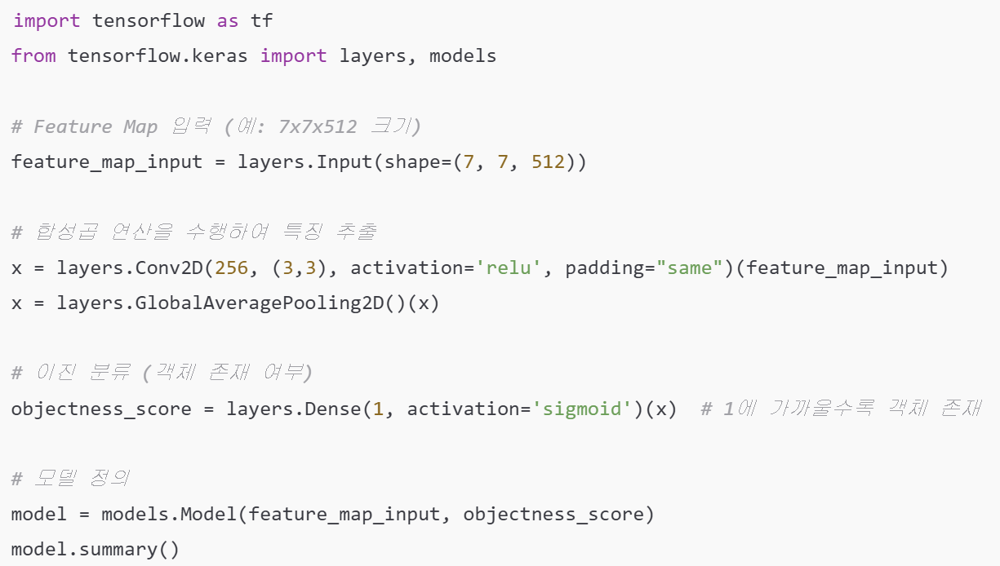 import tensorflow as tf
from tensorflow.keras import layers, models
# Feature Map 입력 (예: 7x7x512 크기)
feature_map_input = layers.Input(shape=(7, 7, 512))
# 합성곱 연산을 수행하여 특징 추출
x = layers.Conv2D(256, (3,3), activation='relu', padding="same")(feature_map_input)
x = layers.GlobalAveragePooling2D()(x)
# 이진 분류 (객체 존재 여부)
objectness_score = layers.Dense(1, activation='sigmoid')(x)  # 1에 가까울수록 객체 존재
# 모델 정의
model = models.Model(feature_map_input, objectness_score)
model.summary()